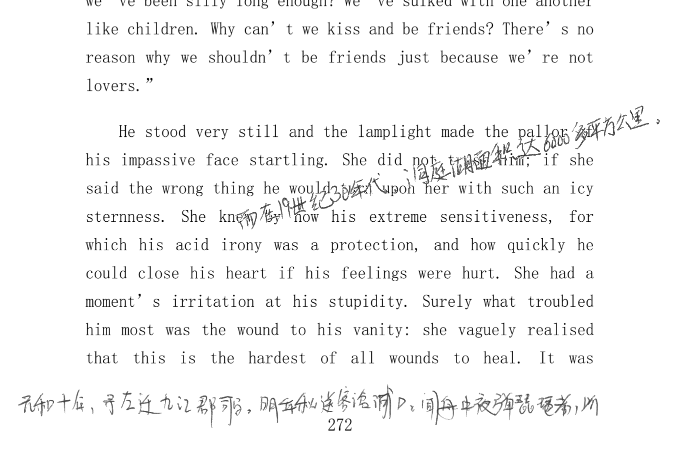 we've been silly long enough? We've sulked with one another
like children. Why can't we kiss and be friends? There's no
reason why we shouldn't be friends just because we're not
lovers.”
He stood very still and the lamplight made the pallor of
his impassive face startling. She did not trust him; if she
said the wrong thing he would turn upon her with such an icy
sternness. She knew now his extreme sensitiveness, for
which his acid irony was a protection, and how quickly he
could close his heart if his feelings were hurt. She had a
moment's irritation at his stupidity. Surely what troubled
him most was the wound to his vanity: she vaguely realised
that this is the hardest of all wounds to heal. It was
而在19世纪30年代，洞庭湖面积达6000多平方公里。
元和十年，予左迁九江郡司马，明年秋送客湓浦口，闻舟中夜弹琵琶者，
272